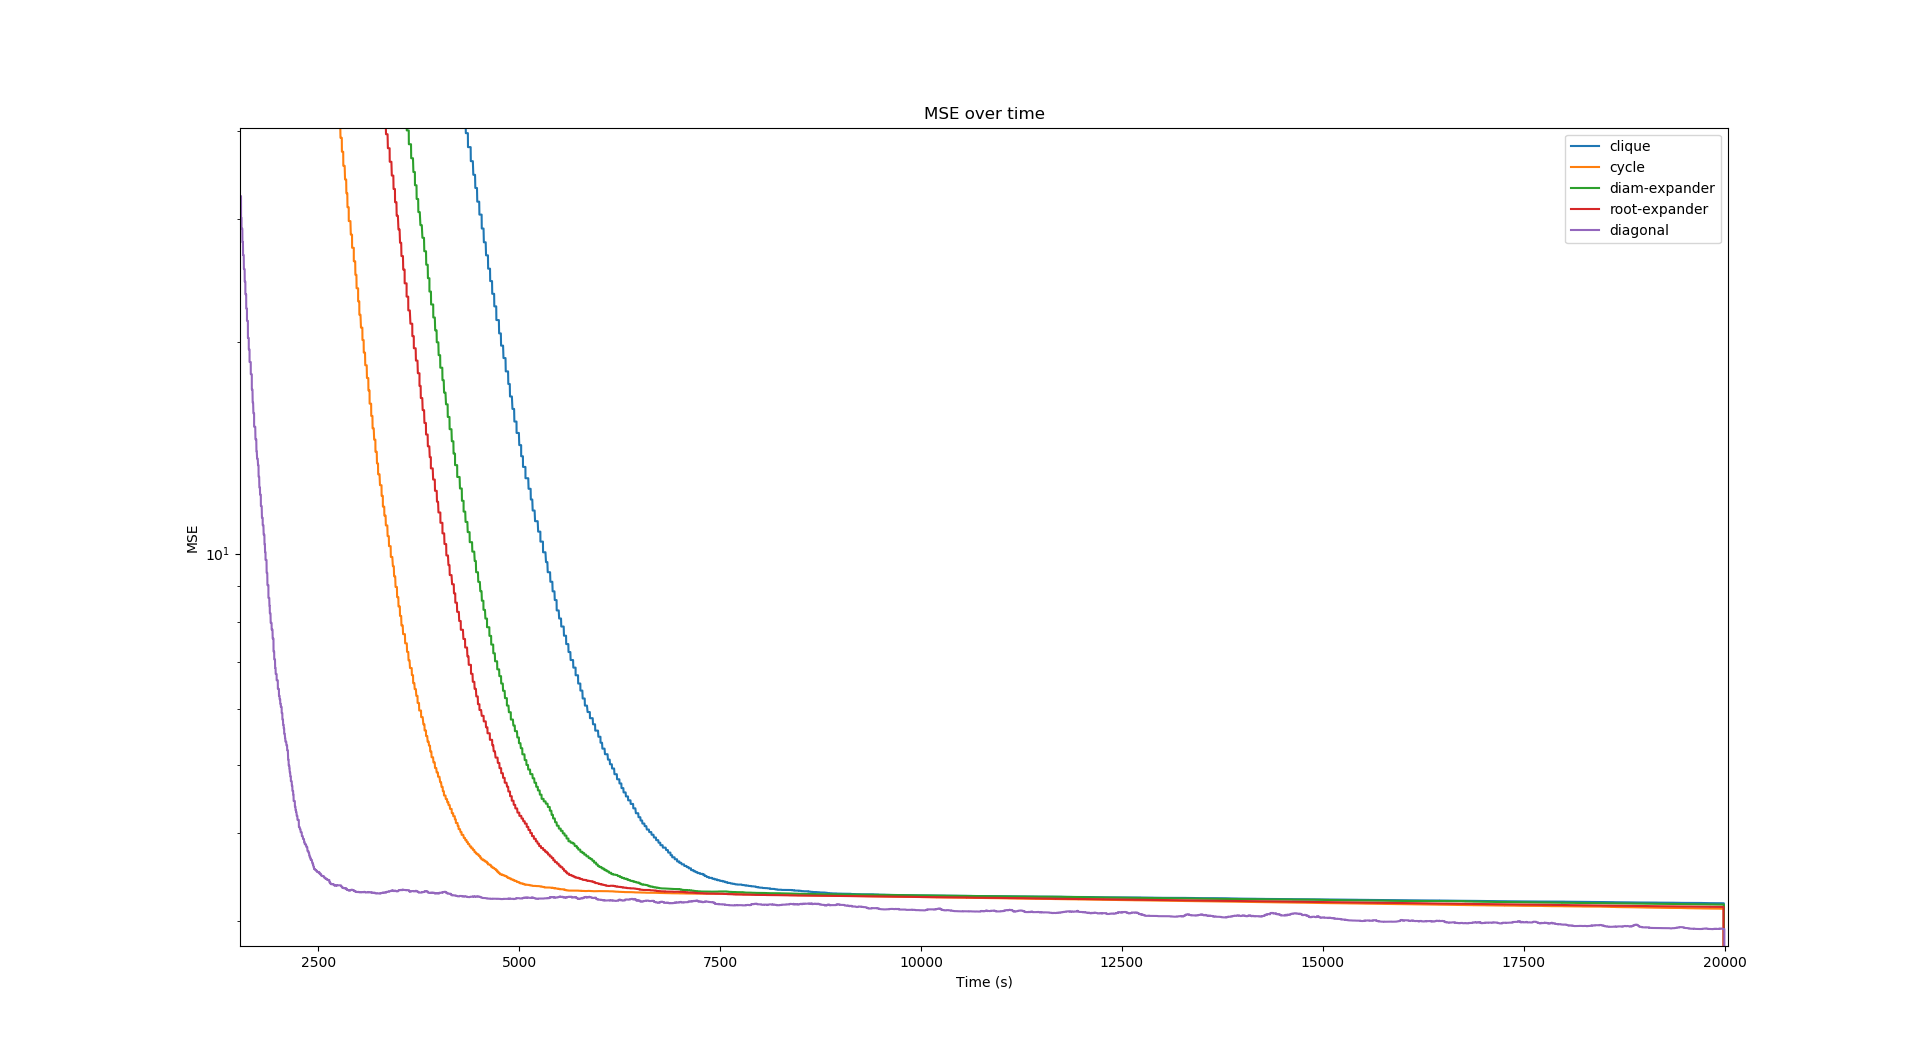 MSE over time
clique
cycle
diam-expander
root-expander
diagonal
MSE
10¹
2500 5000 7500 10000 12500 15000 17500 20000
Time (s)